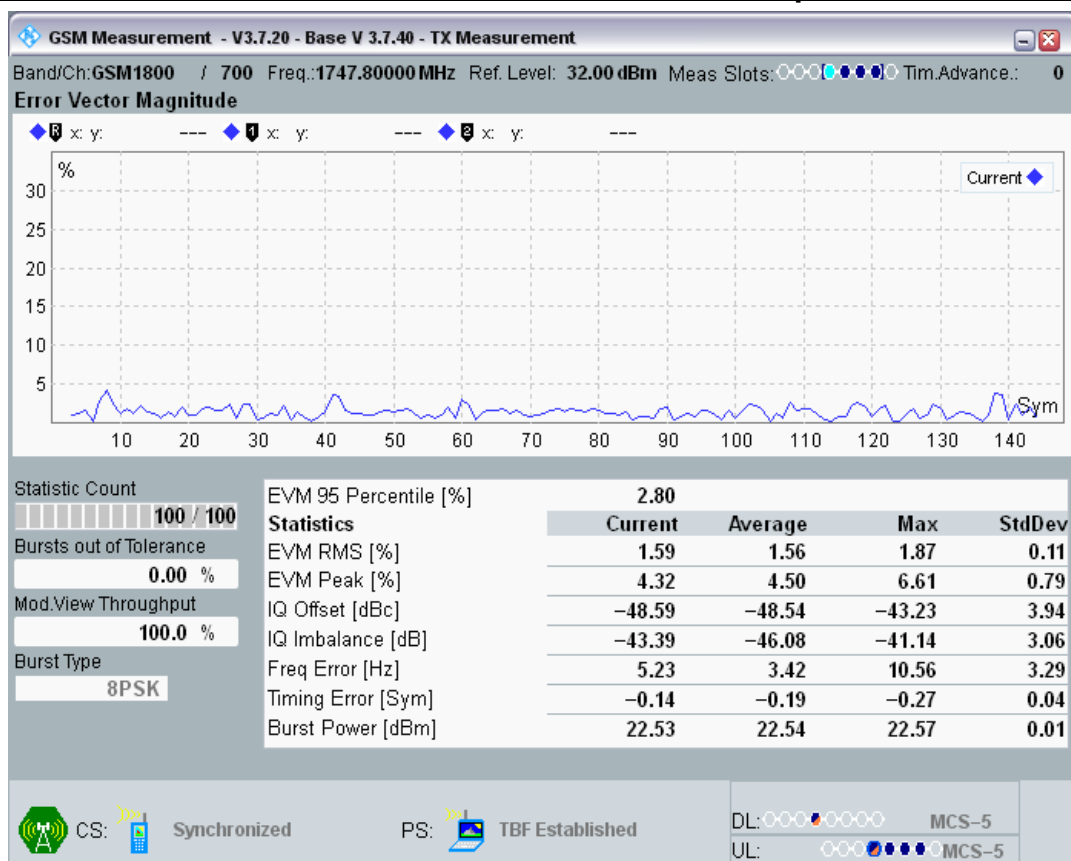 GSM Measurement - V3.7.20 - Base V 3.7.40 - TX Measurement
Band/Ch:GSM1800 / 700 Freq.:1747.80000 MHz Ref. Level: 32.00 dBm Meas Slots: Tim.Advance.: 0
Error Vector Magnitude
R x: y: --- 1 x: y: --- 2 x: y: ---
%
Current
30
25
20
15
10
5
Sym
10 20 30 40 50 60 70 80 90 100 110 120 130 140
Statistic Count
100 / 100
Bursts out of Tolerance
0.00 %
Mod.View Throughput
100.0 %
Burst Type
8PSK
EVM 95 Percentile [%] 2.80
Statistics Current Average Max StdDev
EVM RMS [%] 1.59 1.56 1.87 0.11
EVM Peak [%] 4.32 4.50 6.61 0.79
IQ Offset [dBc] −48.59 −48.54 −43.23 3.94
IQ Imbalance [dB] −43.39 −46.08 −41.14 3.06
Freq Error [Hz] 5.23 3.42 10.56 3.29
Timing Error [Sym] −0.14 −0.19 −0.27 0.04
Burst Power [dBm] 22.53 22.54 22.57 0.01
CS: Synchronized PS: TBF Established
DL: MCS−5
UL: MCS−5